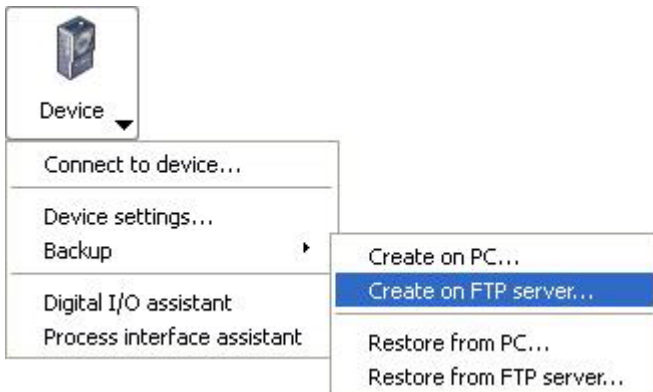 Device
Connect to device...
Device settings...
Backup
Digital I/O assistant
Process interface assistant
Create on PC...
Create on FTP server...
Restore from PC...
Restore from FTP server...